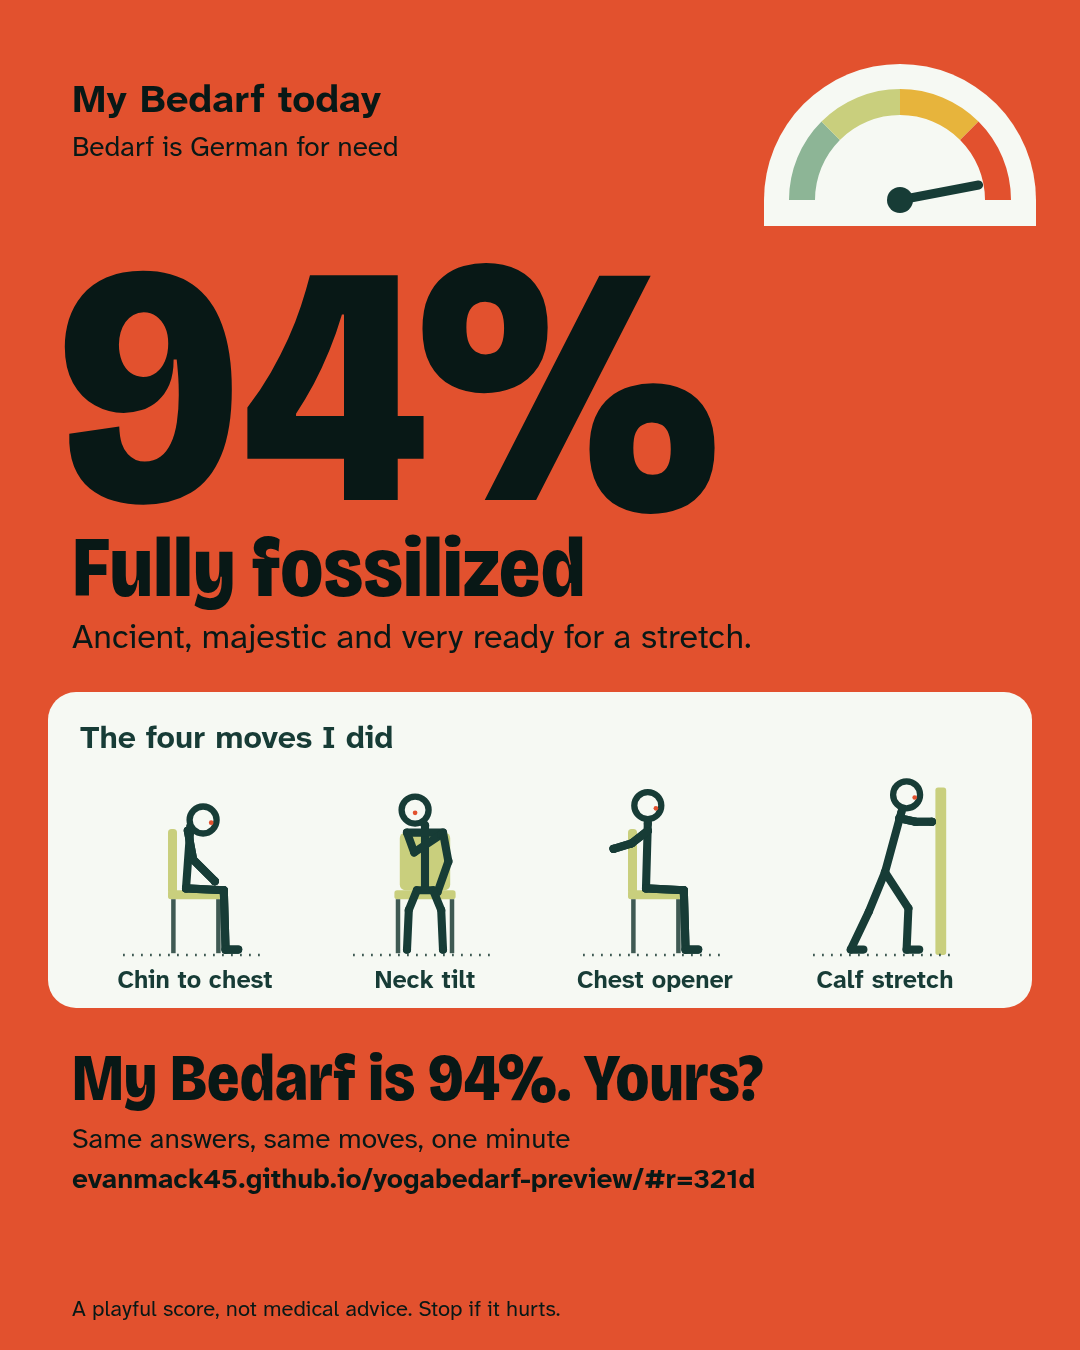 My Bedarf today
Bedarf is German for need
94%
Fully fossilized
Ancient, majestic and very ready for a stretch.
The four moves I did
Chin to chest
Neck tilt
Chest opener
Calf stretch
My Bedarf is 94%. Yours?
Same answers, same moves, one minute
evanmack45.github.io/yogabedarf-preview/#r=321d
A playful score, not medical advice. Stop if it hurts.